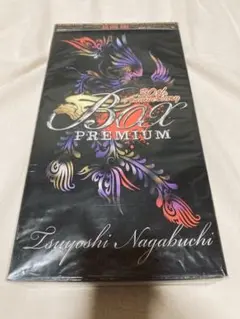 30th
Anniversary
Box
PREMIUM
Tsuyoshi Nagabuchi